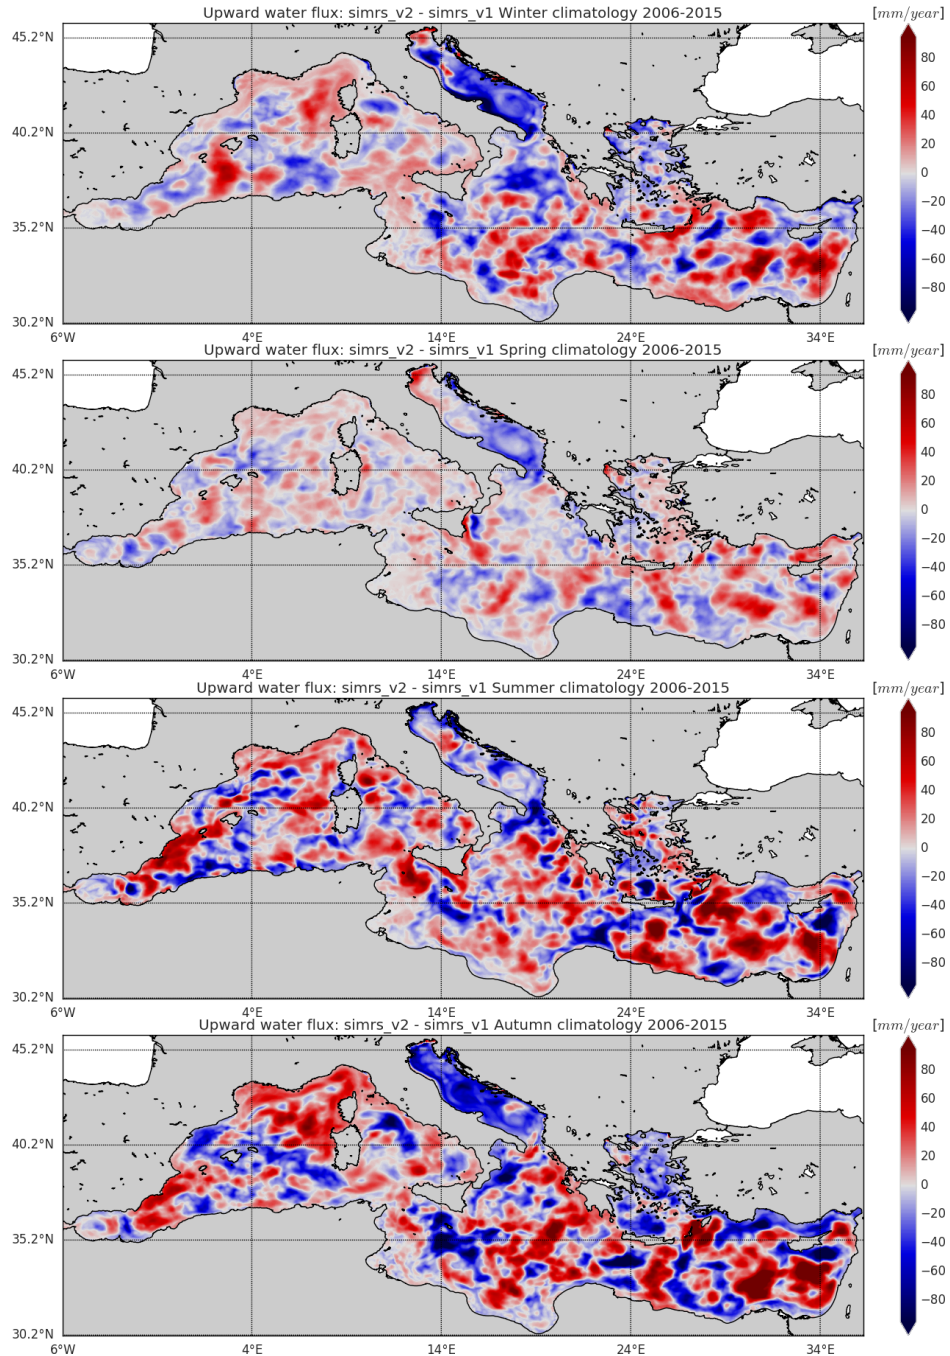 Upward water flux: simrs_v2 - simrs_v1 Winter climatology 2006-2015
[mm/year]
45.2°N
40.2°N
35.2°N
30.2°N
6°W 4°E 14°E 24°E 34°E
80
60
40
20
0
−20
−40
−60
−80
Upward water flux: simrs_v2 - simrs_v1 Spring climatology 2006-2015
[mm/year]
45.2°N
40.2°N
35.2°N
30.2°N
6°W 4°E 14°E 24°E 34°E
80
60
40
20
0
−20
−40
−60
−80
Upward water flux: simrs_v2 - simrs_v1 Summer climatology 2006-2015
[mm/year]
45.2°N
40.2°N
35.2°N
30.2°N
6°W 4°E 14°E 24°E 34°E
80
60
40
20
0
−20
−40
−60
−80
Upward water flux: simrs_v2 - simrs_v1 Autumn climatology 2006-2015
[mm/year]
45.2°N
40.2°N
35.2°N
30.2°N
6°W 4°E 14°E 24°E 34°E
80
60
40
20
0
−20
−40
−60
−80